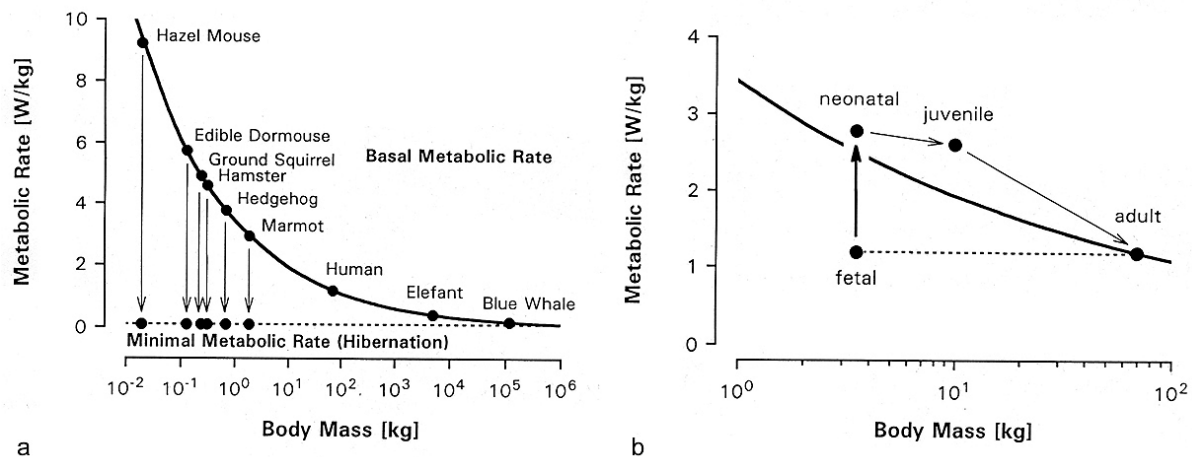 Metabolic Rate [W/kg]
10
8
6
4
2
0
Hazel Mouse
Edible Dormouse
Ground Squirrel
Hamster
Basal Metabolic Rate
Hedgehog
Marmot
Human
Elefant
Blue Whale
Minimal Metabolic Rate (Hibernation)
10-2 10-1 100 101 102 103 104 105 106
Body Mass [kg]
a
Metabolic Rate [W/kg]
4
3
2
1
0
neonatal
juvenile
adult
fetal
100 101 102
Body Mass [kg]
b